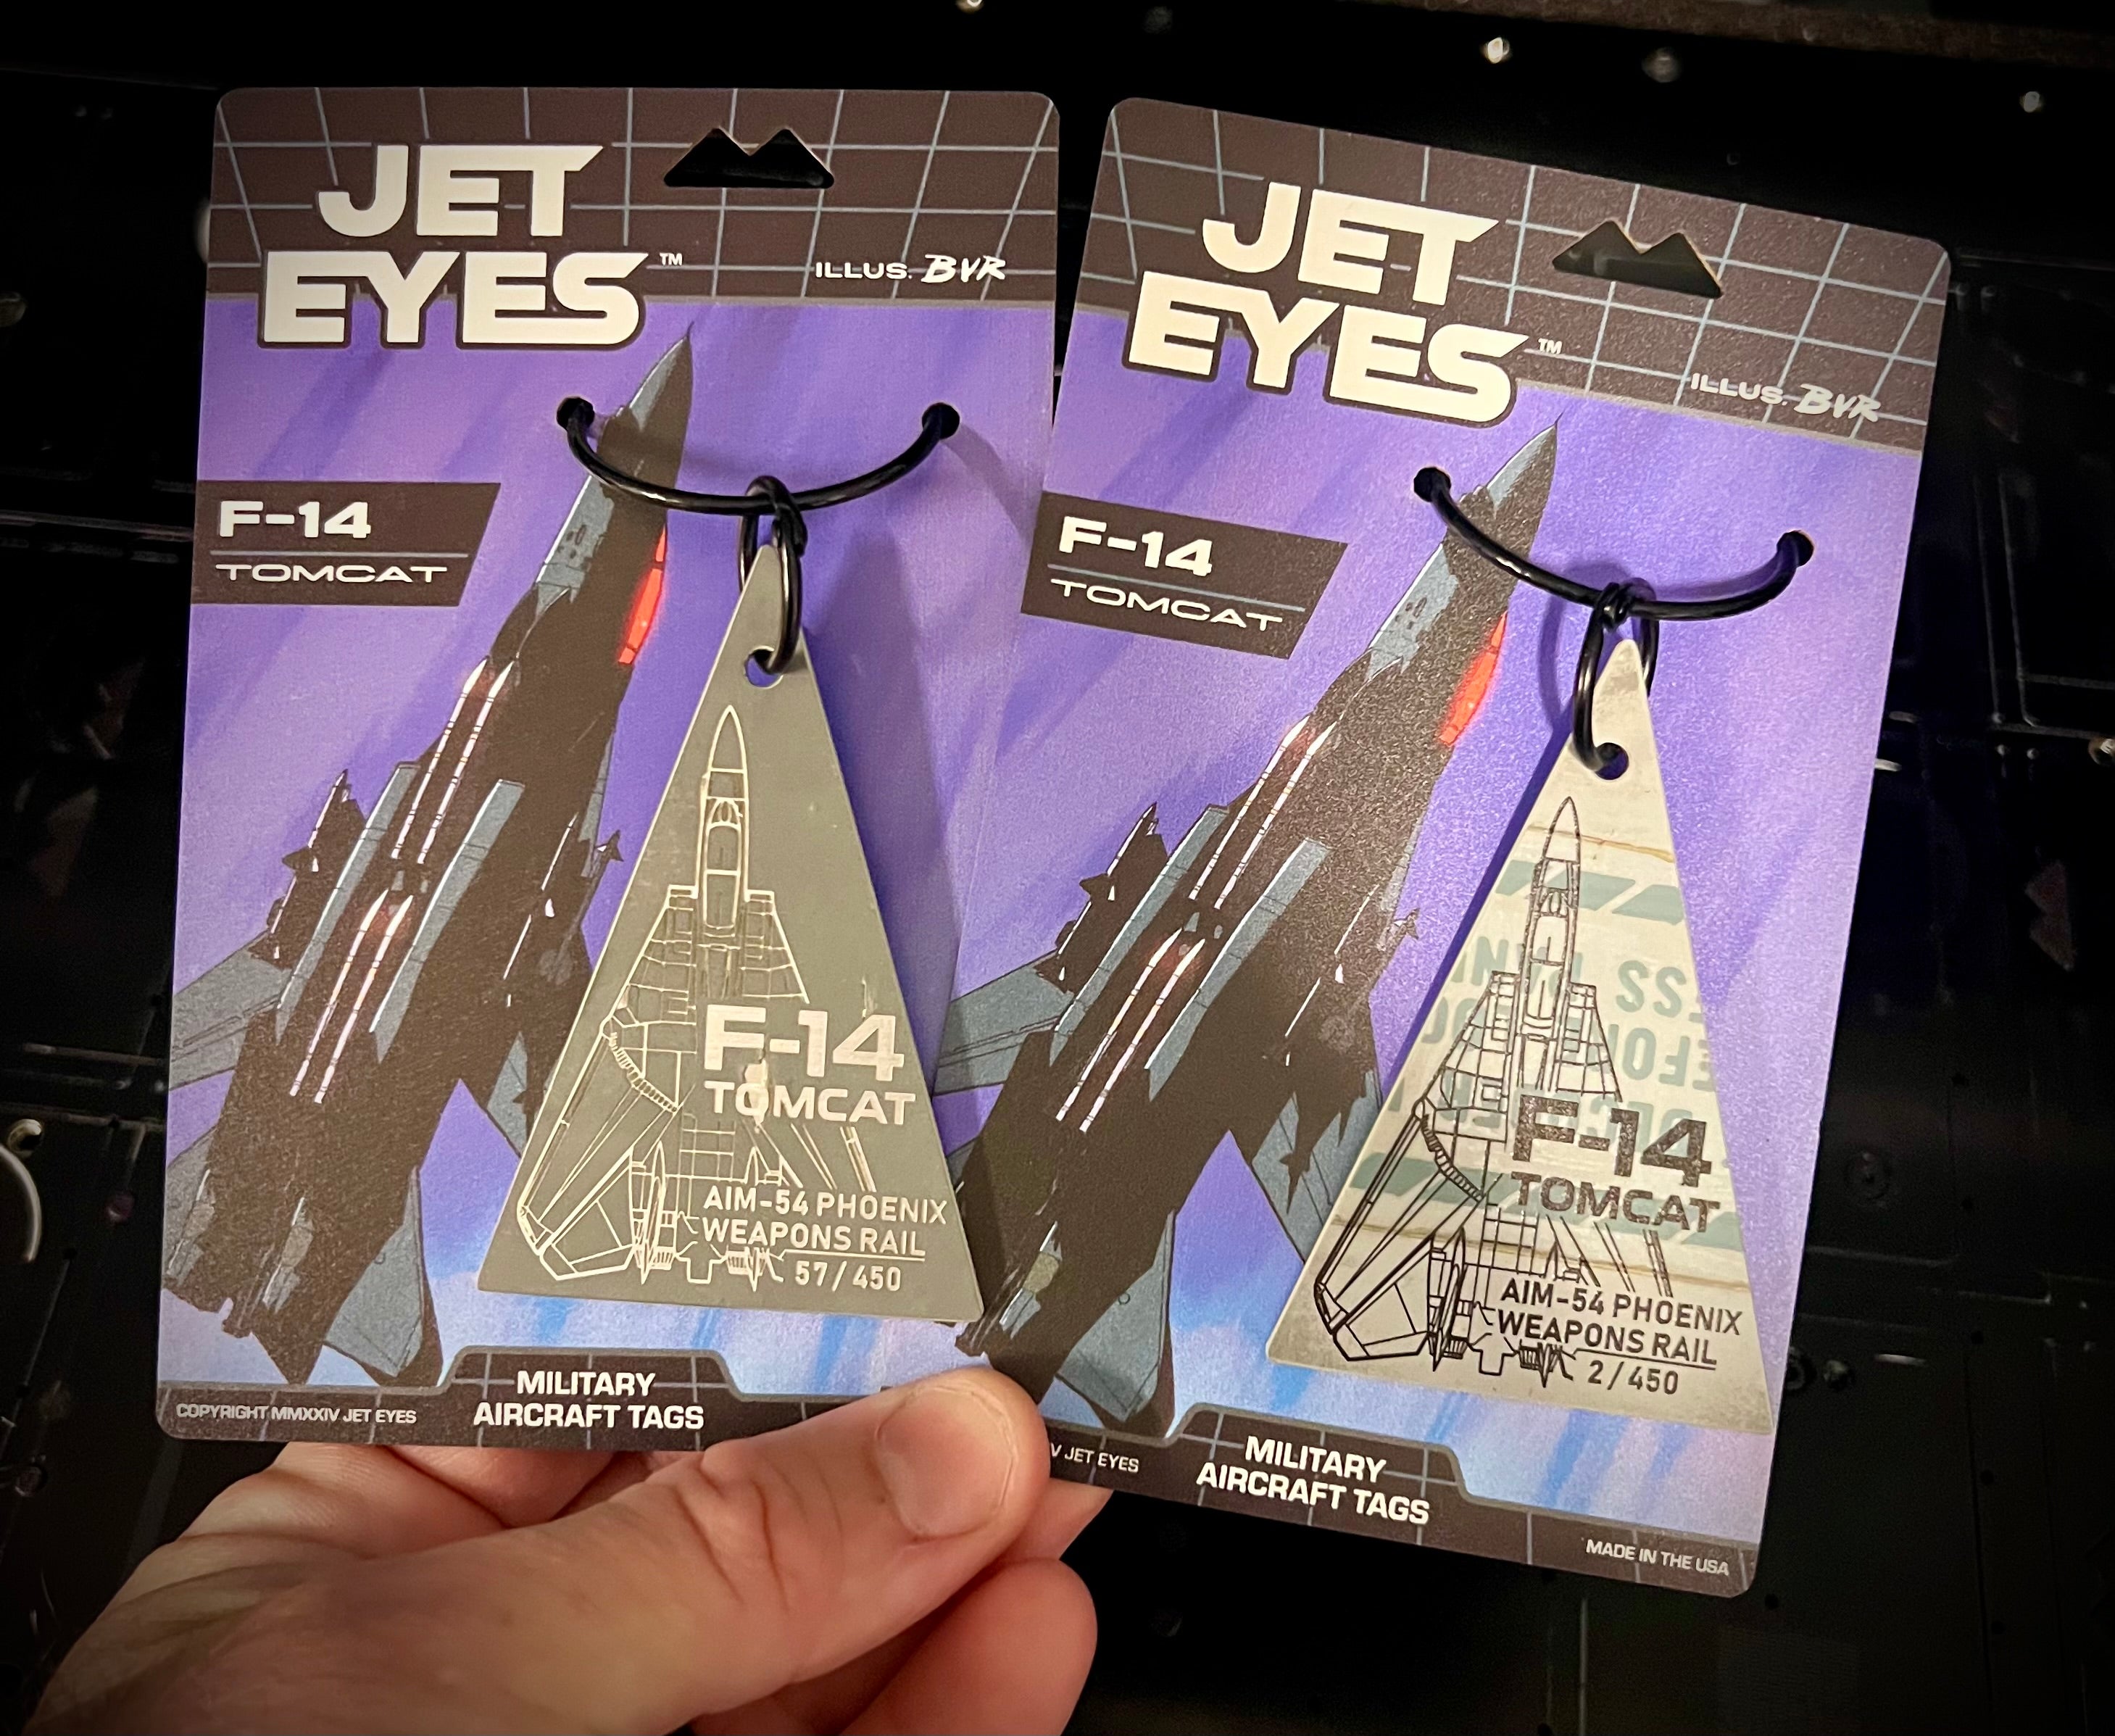 JET
EYES™
ILLUS. BVR
F-14
TOMCAT
F-14
TOMCAT
AIM-54 PHOENIX
WEAPONS RAIL
57/450
MILITARY
AIRCRAFT TAGS
COPYRIGHT MMXXIV JET EYES
JET
EYES™
ILLUS. BVR
F-14
TOMCAT
F-14
TOMCAT
AIM-54 PHOENIX
WEAPONS RAIL
2/450
V JET EYES
MILITARY
AIRCRAFT TAGS
MADE IN THE USA